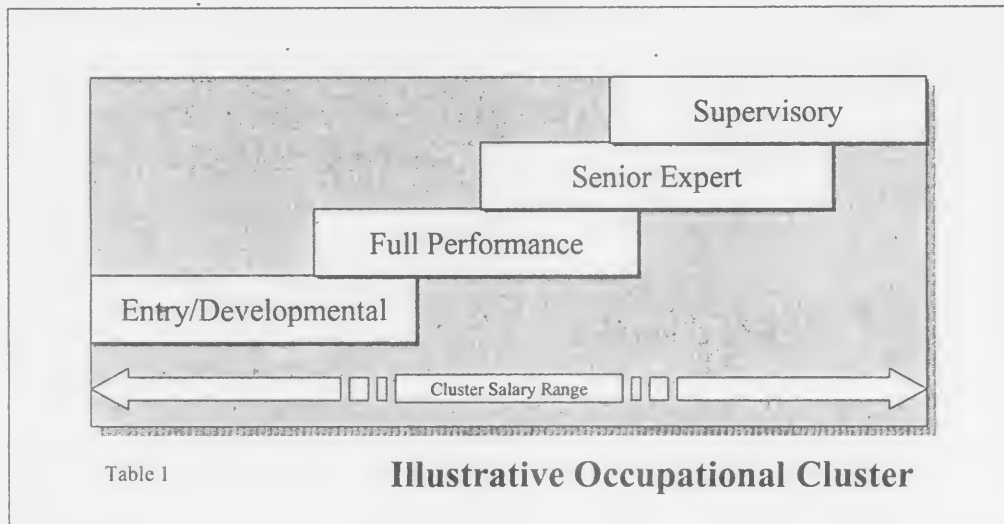 Supervisory
Senior Expert
Full Performance
Entry/Developmental
Cluster Salary Range
Table 1
Illustrative Occupational Cluster